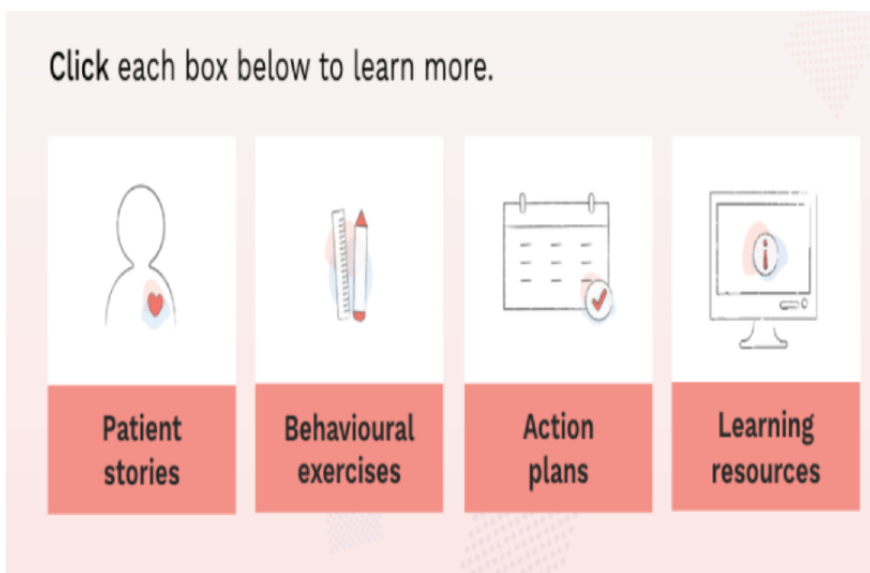 Click each box below to learn more.
Patient
stories
Behavioural
exercises
Action
plans
Learning
resources